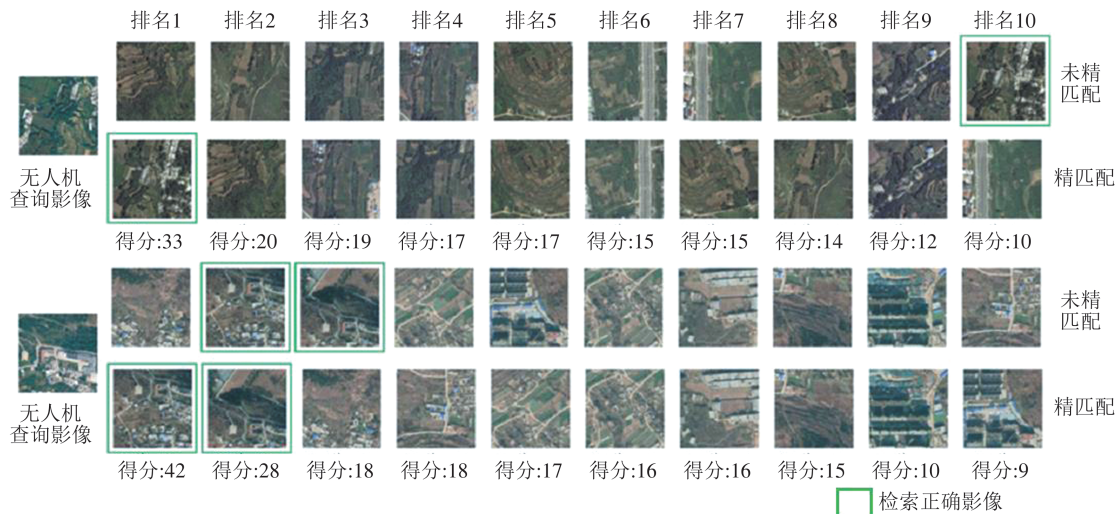 排名1 排名2 排名3 排名4 排名5 排名6 排名7 排名8 排名9 排名10
未精
匹配
无人机
查询影像
精匹配
得分:33 得分:20 得分:19 得分:17 得分:17 得分:15 得分:15 得分:14 得分:12 得分:10
未精
匹配
无人机
查询影像
精匹配
得分:42 得分:28 得分:18 得分:18 得分:17 得分:16 得分:16 得分:15 得分:10 得分:9
检索正确影像